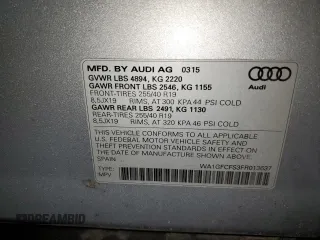 MFD. BY AUDI AG 0315
GVWR LBS 4894, KG 2220
GAWR FRONT LBS 2546, KG 1155
FRONT-TIRES 255/40 R19
8,5JX19 RIMS, AT 300 KPA 44 PSI COLD
GAWR REAR LBS 2491, KG 1130
REAR-TIRES 255/40 R19
8,5JX19 RIMS, AT 320 KPA 46 PSI COLD
Audi
THIS VEHICLE CONFORMS TO ALL APPLICABLE
U.S. FEDERAL MOTOR VEHICLE SAFETY AND
THEFT PREVENTION STANDARDS IN EFFECT ON
THE DATE OF MANUFACTURE SHOWN ABOVE.
TYPE:
MPV
DREAMBID